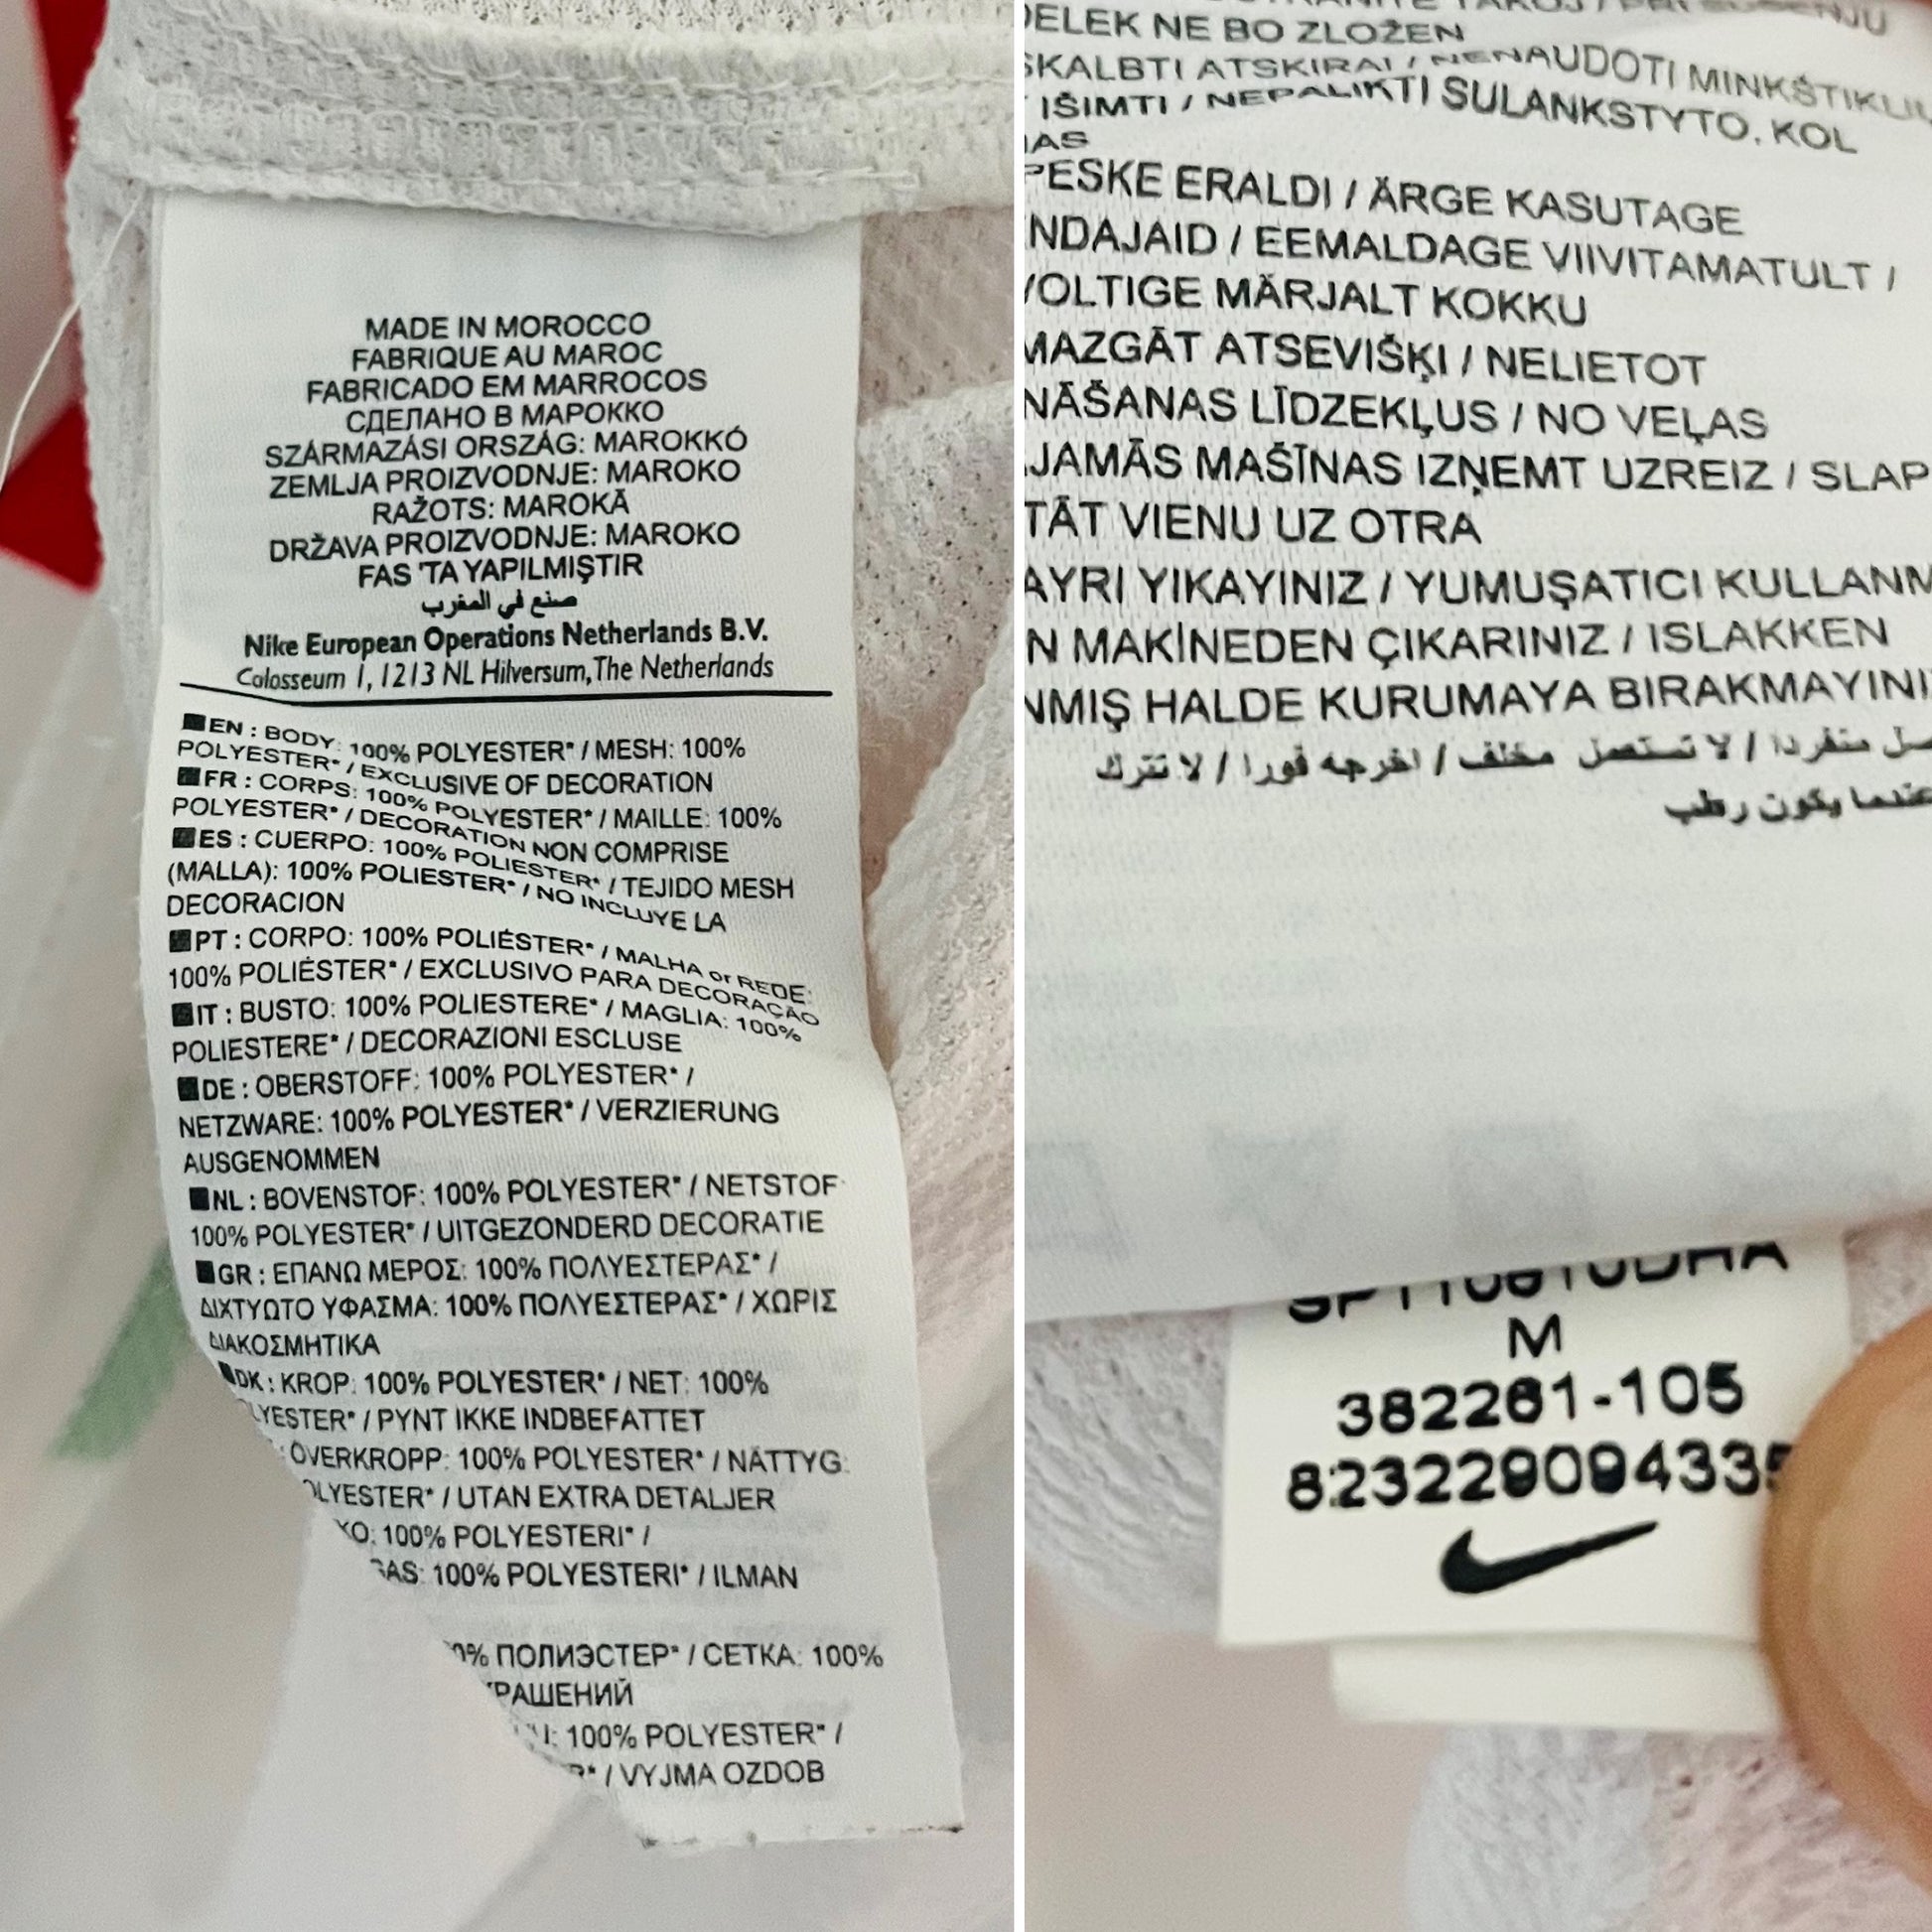 MADE IN MOROCCO
FABRIQUE AU MAROC
FABRICADO EM MARROCOS
СДЕЛАНО В МАРОККО
SZÁRMAZÁSI ORSZÁG: MAROKKÓ
ZEMLJA PROIZVODNJE: MAROKO
RAŽOTS: MAROKĀ
DRŽAVA PROIZVODNJE: MAROKO
FAS 'TA YAPILMIŞTIR
صنع في المغرب
Nike European Operations Netherlands B.V.
Colosseum 1, 1213 NL Hilversum, The Netherlands
EN : BODY: 100% POLYESTER* / MESH: 100%
POLYESTER* / EXCLUSIVE OF DECORATION
FR : CORPS: 100% POLYESTER* / MAILLE: 100%
POLYESTER* / DECORATION NON COMPRISE
ES : CUERPO: 100% POLIESTER* / TEJIDO MESH
(MALLA): 100% POLIESTER* / NO INCLUYE LA
DECORACION
PT : CORPO: 100% POLIÉSTER* / MALHA or REDE:
100% POLIÉSTER* / EXCLUSIVO PARA DECORAÇÃO
IT : BUSTO: 100% POLIESTERE* / MAGLIA: 100%
POLIESTERE* / DECORAZIONI ESCLUSE
DE : OBERSTOFF: 100% POLYESTER* /
NETZWARE: 100% POLYESTER* / VERZIERUNG
AUSGENOMMEN
NL : BOVENSTOF: 100% POLYESTER* / NETSTOF:
100% POLYESTER* / UITGEZONDERD DECORATIE
GR : ΕΠΑΝΩ ΜΕΡΟΣ: 100% ΠΟΛΥΕΣΤΕΡΑΣ* /
ΔΙΧΤΥΩΤΟ ΥΦΑΣΜΑ: 100% ΠΟΛΥΕΣΤΕΡΑΣ* / ΧΩΡΙΣ
ΔΙΑΚΟΣΜΗΤΙΚΑ
DK : KROP: 100% POLYESTER* / NET: 100%
LYESTER* / PYNT IKKE INDBEFATTET
: ÖVERKROPP: 100% POLYESTER* / NÄTTYG:
LYESTER* / UTAN EXTRA DETALJER
KO: 100% POLYESTERI* /
GAS: 100% POLYESTERI* / ILMAN
0% ПОЛИЭСТЕР* / СЕТКА: 100%
КРАШЕНИЙ
: 100% POLYESTER* /
R* / VYJMA OZDOB
DELEK NE BO ZLOŽEN
SKALBTI ATSKIRAI / NENAUDOTI MINKŠTIKLIŲ
IŠIMTI / NEPALIKTI SULANKSTYTO, KOL
AS
PESKE ERALDI / ÄRGE KASUTAGE
NDAJAID / EEMALDAGE VIIVITAMATULT /
VOLTIGE MÄRJALT KOKKU
MAZGĀT ATSEVIŠĶI / NELIETOT
NĀŠANAS LĪDZEKĻUS / NO VEĻAS
JAMĀS MAŠĪNAS IZŅEMT UZREIZ / SLAP
TĀT VIENU UZ OTRA
AYRI YIKAYINIZ / YUMUŞATICI KULLANM
N MAKİNEDEN ÇIKARINIZ / ISLAKKEN
NMIŞ HALDE KURUMAYA BIRAKMAYINI
سل منفردا / لا تستعمل مخلف / اخرجه فورا / لا تترك
عندما يكون رطب
M
382261-105
82322909433